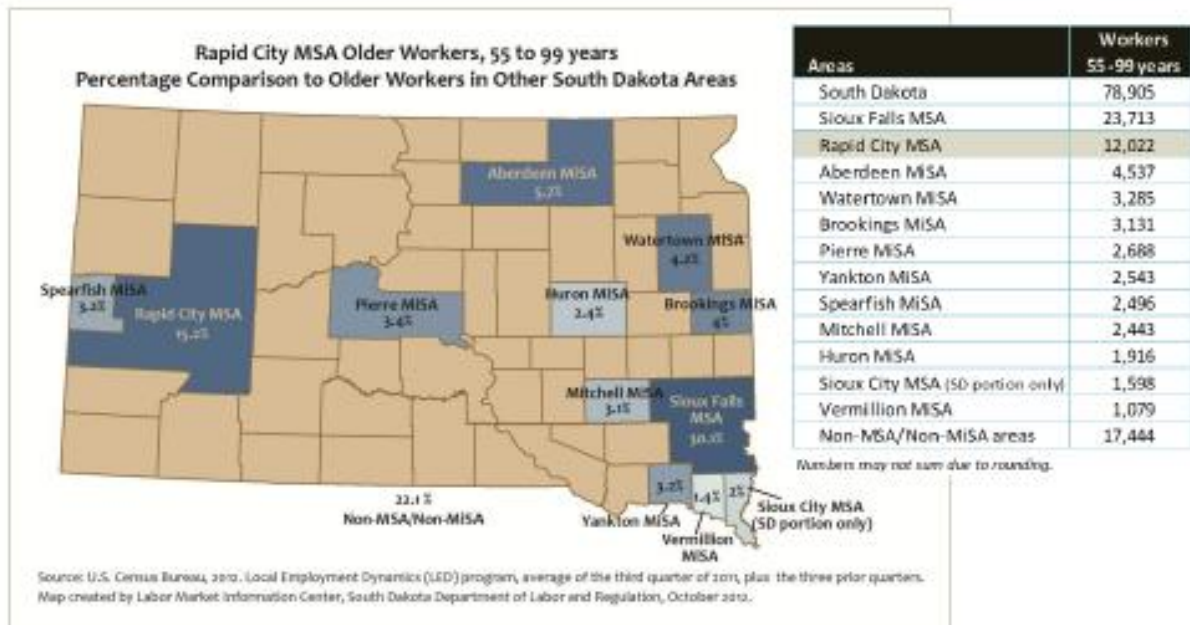 Rapid City MSA Older Workers, 55 to 99 years
Percentage Comparison to Older Workers in Other South Dakota Areas
Aberdeen MiSA
5.7%
Watertown MiSA
4.2%
Spearfish MiSA
3.2%
Rapid City MSA
15.2%
Pierre MiSA
3.4%
Huron MiSA
2.4%
Brookings MiSA
4%
Mitchell MiSA
3.1%
Sioux Falls
MSA
30.1%
22.1 %
Non-MSA/Non-MiSA
3.2%
Yankton MiSA
1.4%
Vermillion
MiSA
2%
Sioux City MSA
(SD portion only)
Source: U.S. Census Bureau, 2012. Local Employment Dynamics (LED) program, average of the third quarter of 2011, plus the three prior quarters.
Map created by Labor Market Information Center, South Dakota Department of Labor and Regulation, October 2012.
Areas Workers 55-99 years
South Dakota 78,905
Sioux Falls MSA 23,713
Rapid City MSA 12,022
Aberdeen MiSA 4,537
Watertown MiSA 3,285
Brookings MiSA 3,131
Pierre MiSA 2,688
Yankton MiSA 2,543
Spearfish MiSA 2,496
Mitchell MiSA 2,443
Huron MiSA 1,916
Sioux City MSA (SD portion only) 1,598
Vermillion MiSA 1,079
Non-MSA/Non-MiSA areas 17,444
Numbers may not sum due to rounding.